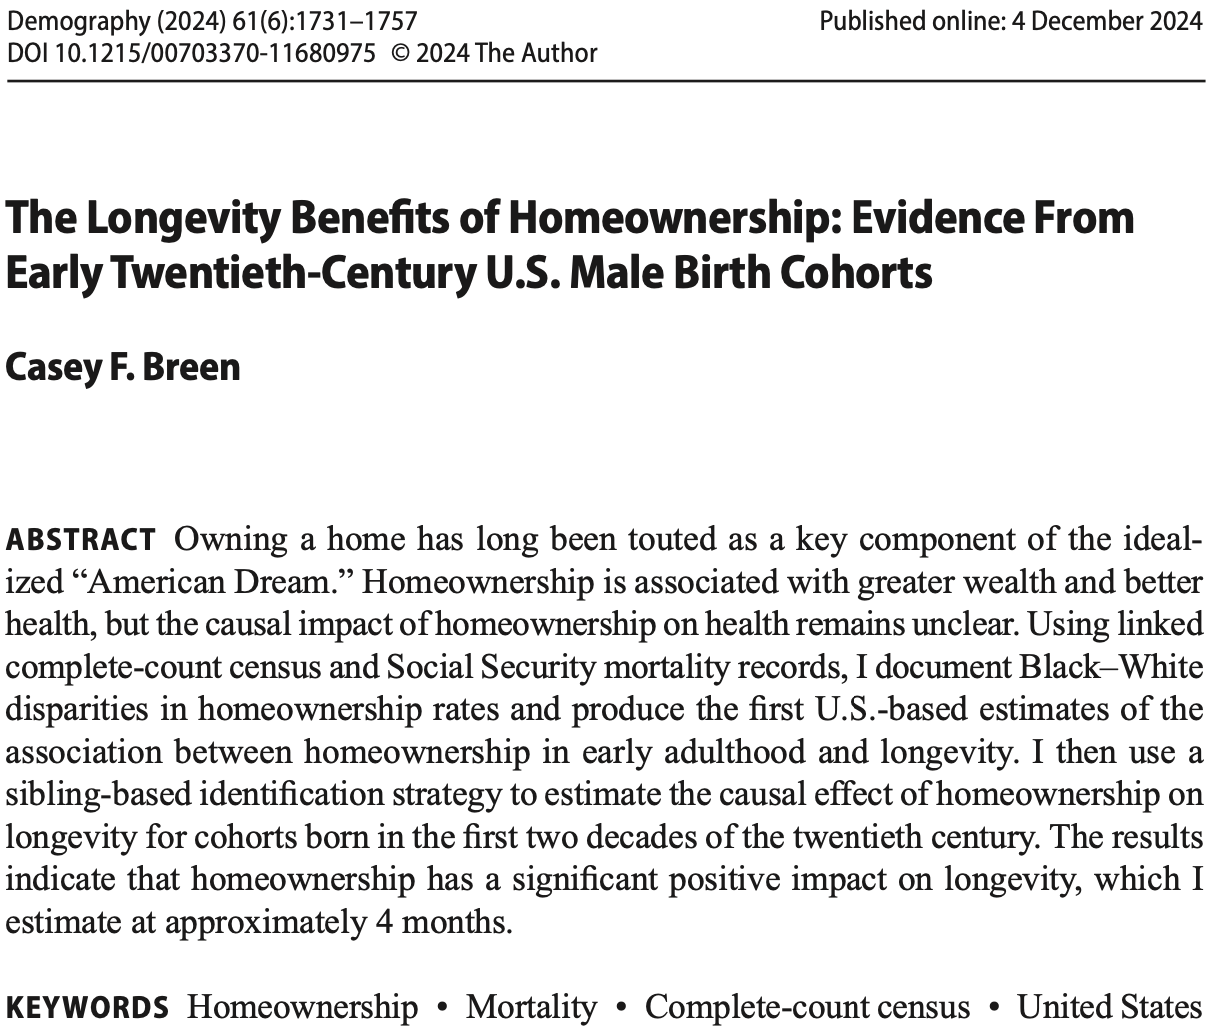 Demography (2024) 61(6):1731–1757 Published online: 4 December 2024
DOI 10.1215/00703370-11680975 © 2024 The Author
The Longevity Benefits of Homeownership: Evidence From
Early Twentieth-Century U.S. Male Birth Cohorts
Casey F. Breen
ABSTRACT Owning a home has long been touted as a key component of the ideal-
ized “American Dream.” Homeownership is associated with greater wealth and better
health, but the causal impact of homeownership on health remains unclear. Using linked
complete-count census and Social Security mortality records, I document Black–White
disparities in homeownership rates and produce the first U.S.-based estimates of the
association between homeownership in early adulthood and longevity. I then use a
sibling-based identification strategy to estimate the causal effect of homeownership on
longevity for cohorts born in the first two decades of the twentieth century. The results
indicate that homeownership has a significant positive impact on longevity, which I
estimate at approximately 4 months.
KEYWORDS Homeownership • Mortality • Complete-count census • United States